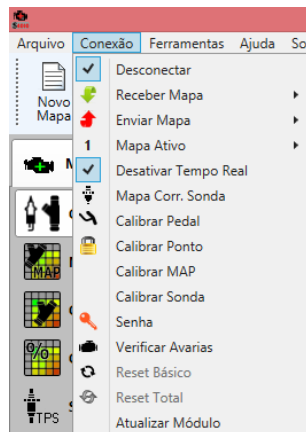 Arquivo Conexão Ferramentas Ajuda So
Novo
Mapa
Desconectar
Receber Mapa
Enviar Mapa
1 Mapa Ativo
Desativar Tempo Real
Mapa Corr. Sonda
Calibrar Pedal
Calibrar Ponto
Calibrar MAP
Calibrar Sonda
Senha
Verificar Avarias
Reset Básico
Reset Total
Atualizar Módulo
M
MAP
%
TPS
S